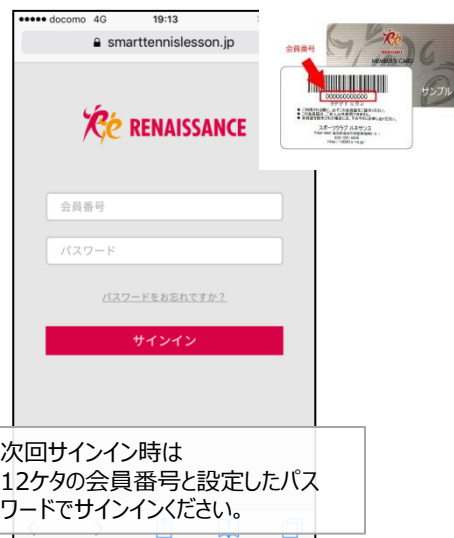 docomo 4G 19:13
smarttennislesson.jp
RENAISSANCE
会員番号
パスワード
パスワードをお忘れですか？
サインイン
次回サインイン時は
12ケタの会員番号と設定したパス
ワードでサインインください。
会員番号
Ré
RENAISSANCE
MEMBER'S CARD
サンプル
000000000000
スポーツクラブ ルネサンス